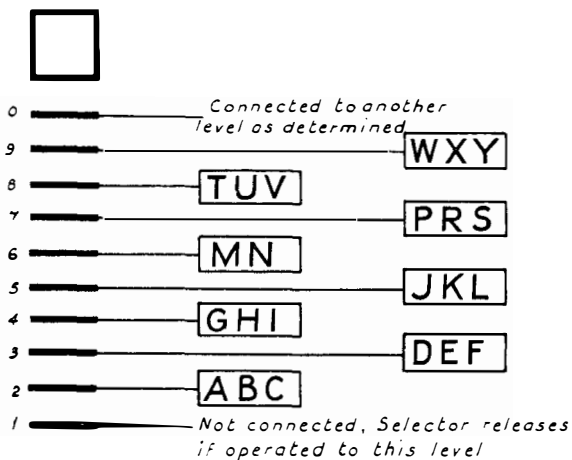 0 Connected to another
level as determined
9 WXY
8 TUV
7 PRS
6 MN
5 JKL
4 GHI
3 DEF
2 ABC
1 Not connected, Selector releases
if operated to this level